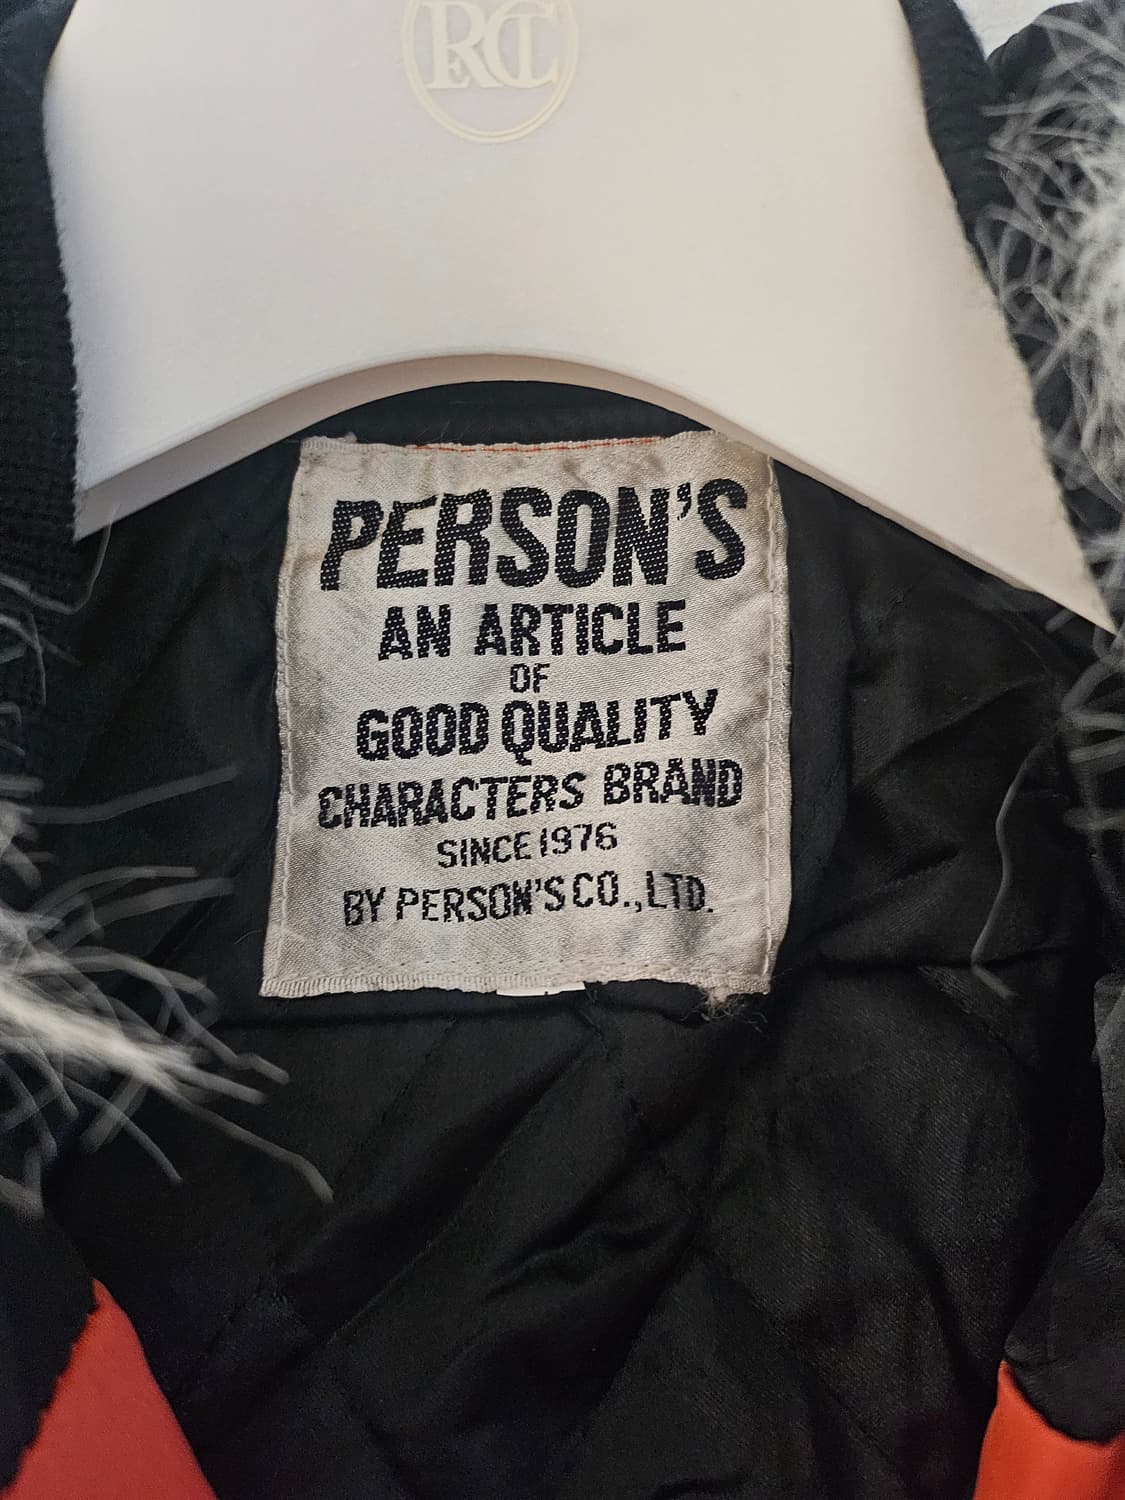 PERSON'S
AN ARTICLE
OF
GOOD QUALITY
CHARACTERS BRAND
SINCE 1976
BY PERSON'S CO., LTD.